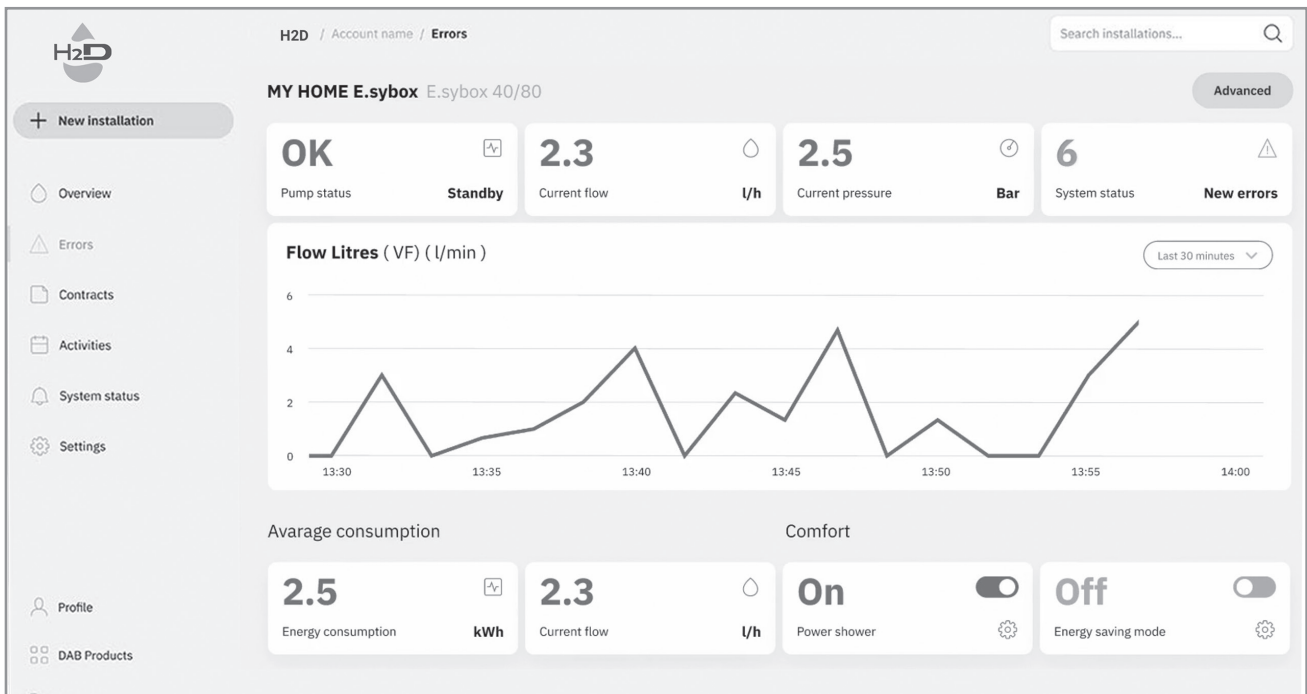 H2D
H2D / Account name / Errors
Search installations...
MY HOME E.sybox E.sybox 40/80
Advanced
New installation
Overview
Errors
Contracts
Activities
System status
Settings
Profile
DAB Products
OK
Pump status Standby
2.3
Current flow l/h
2.5
Current pressure Bar
6
System status New errors
Flow Litres ( VF) ( l/min )
Last 30 minutes
6
4
2
0
13:30 13:35 13:40 13:45 13:50 13:55 14:00
Avarage consumption
2.5
Energy consumption kWh
2.3
Current flow l/h
Comfort
On
Power shower
Off
Energy saving mode